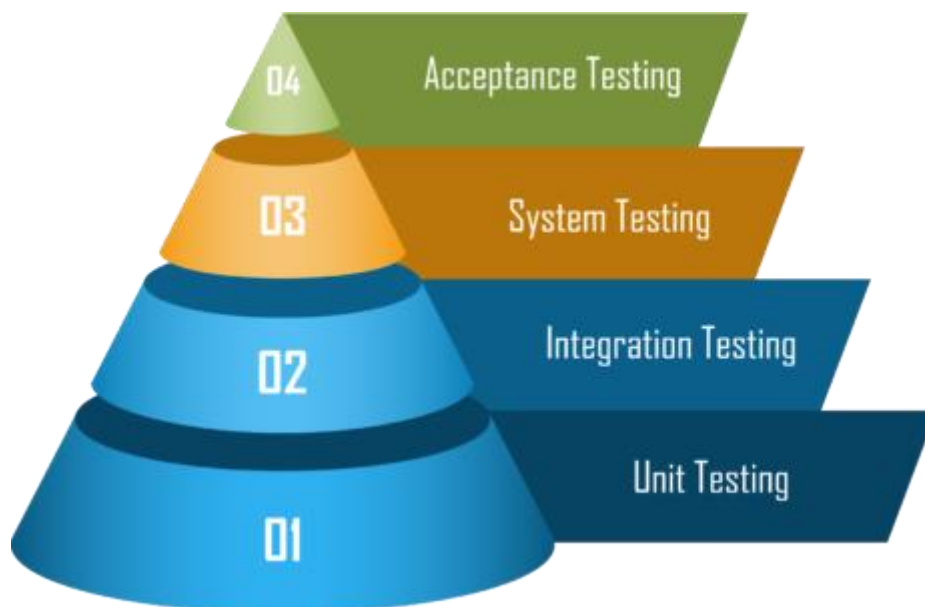 04
Acceptance Testing
03
System Testing
02
Integration Testing
01
Unit Testing